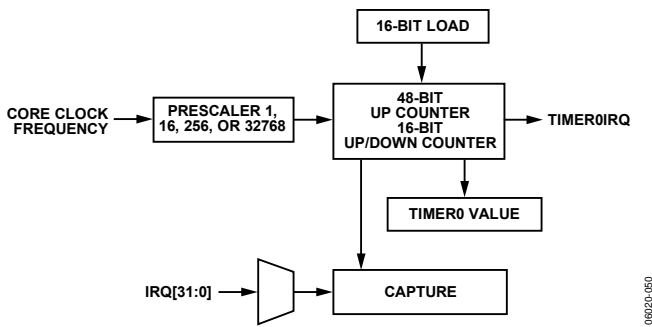 16-BIT LOAD
CORE CLOCK
FREQUENCY
PRESCALER 1,
16, 256, OR 32768
48-BIT
UP COUNTER
16-BIT
UP/DOWN COUNTER
TIMER0IRQ
TIMER0 VALUE
IRQ[31:0]
CAPTURE
06020-050